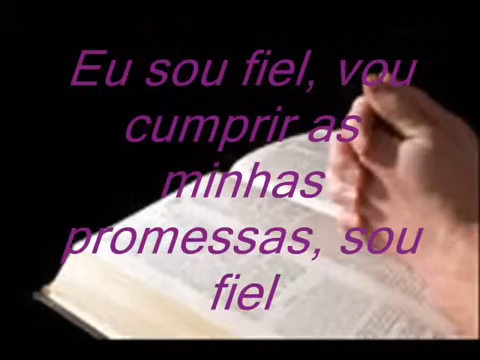 Eu sou fiel, vou
cumprir as
minhas
promessas, sou
fiel